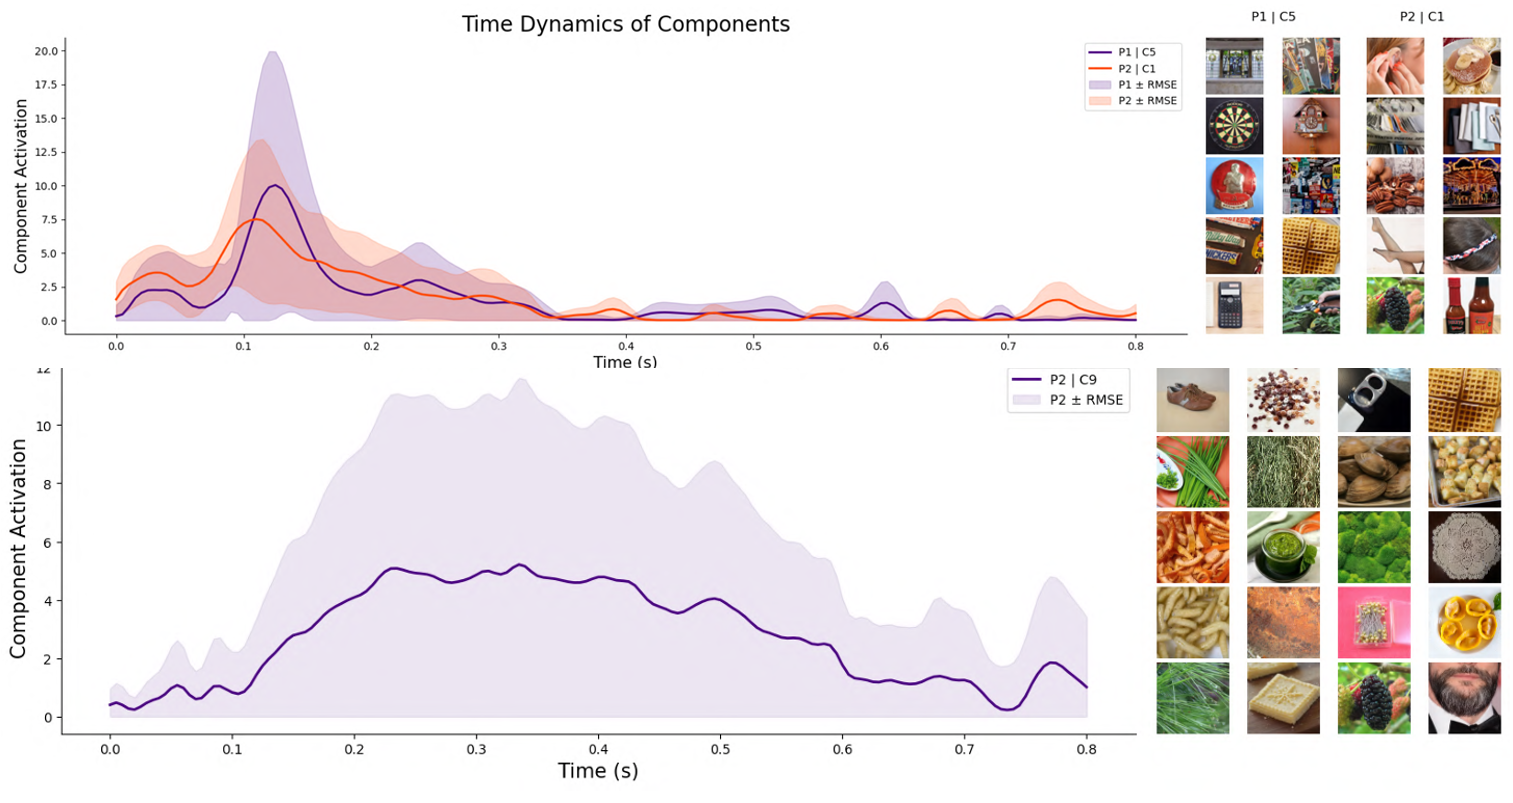 Time Dynamics of Components
P1 | C5
P2 | C1
Component Activation
20.0
17.5
15.0
12.5
10.0
7.5
5.0
2.5
0.0
P1 | C5
P2 | C1
P1 ± RMSE
P2 ± RMSE
0.0 0.1 0.2 0.3 0.4 0.5 0.6 0.7 0.8
Time (s)
SNICKERS
Component Activation
12
10
8
6
4
2
0
P2 | C9
P2 ± RMSE
0.0 0.1 0.2 0.3 0.4 0.5 0.6 0.7 0.8
Time (s)